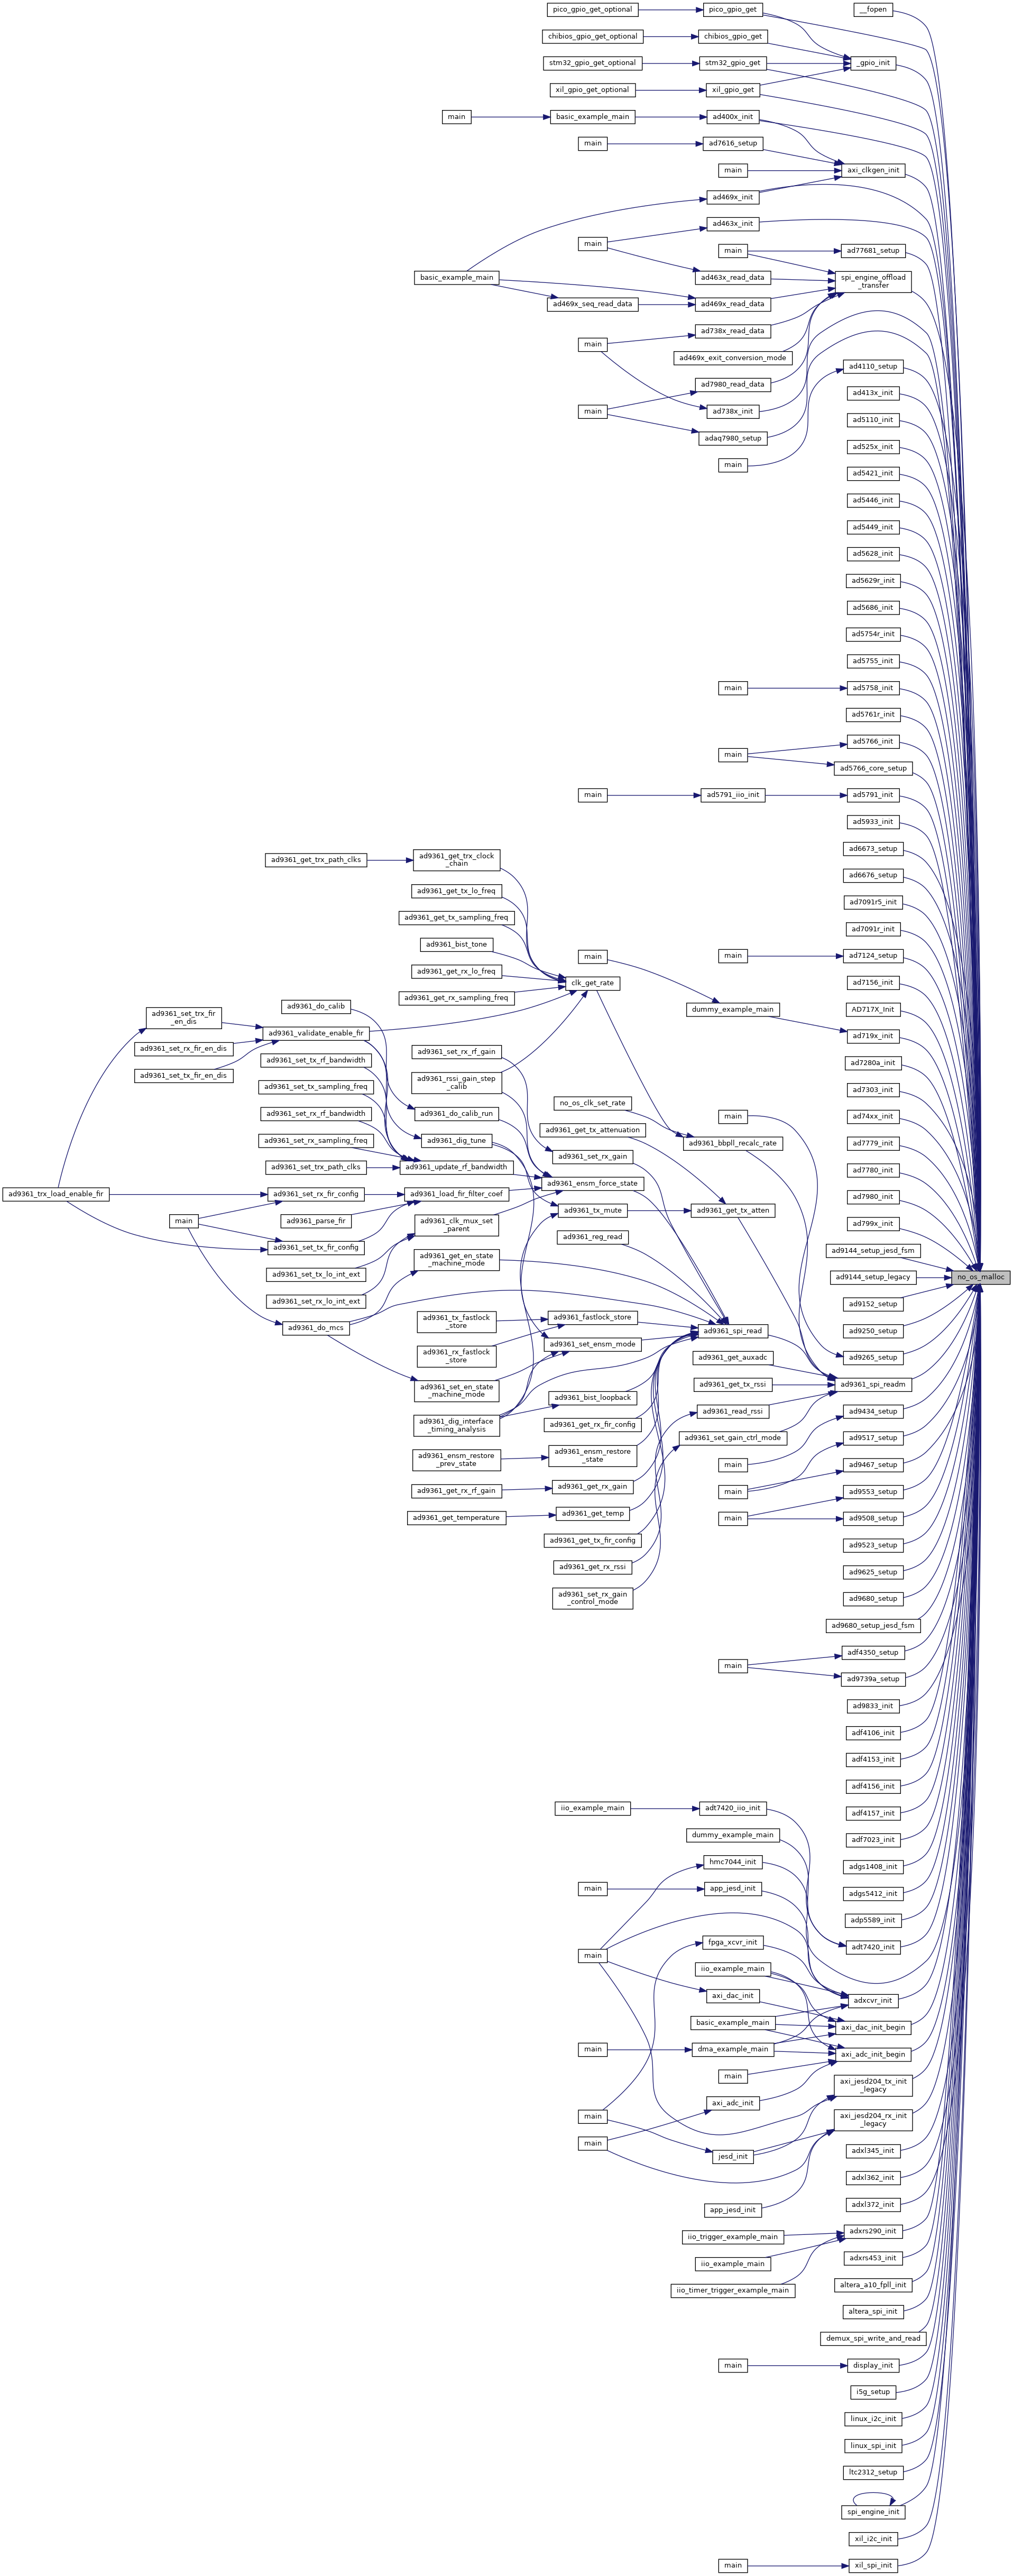 pico_gpio_get_optional
pico_gpio_get
__fopen
chibios_gpio_get_optional
chibios_gpio_get
stm32_gpio_get_optional
stm32_gpio_get
_gpio_init
xil_gpio_get_optional
xil_gpio_get
main
basic_example_main
ad400x_init
main
ad7616_setup
main
axi_clkgen_init
ad469x_init
ad463x_init
main
main
ad77681_setup
basic_example_main
ad463x_read_data
spi_engine_offload
_transfer
ad469x_seq_read_data
ad469x_read_data
ad738x_read_data
main
ad469x_exit_conversion_mode
ad4110_setup
ad7980_read_data
ad413x_init
main
ad738x_init
ad5110_init
adaq7980_setup
ad525x_init
main
ad5421_init
ad5446_init
ad5449_init
ad5628_init
ad5629r_init
ad5686_init
ad5754r_init
ad5755_init
main
ad5758_init
ad5761r_init
ad5766_init
main
ad5766_core_setup
main
ad5791_iio_init
ad5791_init
ad5933_init
ad6673_setup
ad9361_get_trx_path_clks
ad9361_get_trx_clock
_chain
ad6676_setup
ad9361_get_tx_lo_freq
ad7091r5_init
ad9361_get_tx_sampling_freq
ad7091r_init
ad9361_bist_tone
main
main
ad7124_setup
ad9361_get_rx_lo_freq
clk_get_rate
ad7156_init
ad9361_get_rx_sampling_freq
ad9361_do_calib
dummy_example_main
AD717X_Init
ad9361_set_trx_fir
_en_dis
ad9361_validate_enable_fir
ad719x_init
ad9361_set_rx_fir_en_dis
ad9361_set_tx_rf_bandwidth
ad9361_set_rx_rf_gain
ad7280a_init
ad9361_set_tx_fir_en_dis
ad9361_set_tx_sampling_freq
ad9361_rssi_gain_step
_calib
ad7303_init
ad9361_set_rx_rf_bandwidth
ad9361_do_calib_run
no_os_clk_set_rate
main
ad74xx_init
ad9361_set_rx_sampling_freq
ad9361_dig_tune
ad9361_get_tx_attenuation
ad9361_bbpll_recalc_rate
ad7779_init
ad9361_set_trx_path_clks
ad9361_update_rf_bandwidth
ad9361_set_rx_gain
ad7780_init
ad9361_trx_load_enable_fir
ad9361_set_rx_fir_config
ad9361_load_fir_filter_coef
ad9361_ensm_force_state
ad7980_init
main
ad9361_parse_fir
ad9361_clk_mux_set
_parent
ad9361_tx_mute
ad9361_get_tx_atten
ad799x_init
ad9361_set_tx_fir_config
ad9361_get_en_state
_machine_mode
ad9361_reg_read
ad9144_setup_jesd_fsm
ad9361_set_tx_lo_int_ext
ad9144_setup_legacy
no_os_malloc
ad9361_set_rx_lo_int_ext
ad9152_setup
ad9361_do_mcs
ad9361_tx_fastlock
_store
ad9361_fastlock_store
ad9361_spi_read
ad9250_setup
ad9361_rx_fastlock
_store
ad9361_set_ensm_mode
ad9361_get_auxadc
ad9265_setup
ad9361_set_en_state
_machine_mode
ad9361_bist_loopback
ad9361_get_tx_rssi
ad9361_spi_readm
ad9361_dig_interface
_timing_analysis
ad9361_get_rx_fir_config
ad9361_read_rssi
ad9434_setup
ad9361_ensm_restore
_prev_state
ad9361_ensm_restore
_state
ad9361_set_gain_ctrl_mode
ad9517_setup
ad9361_get_rx_rf_gain
ad9361_get_rx_gain
main
ad9467_setup
main
ad9553_setup
ad9361_get_temperature
ad9361_get_temp
main
ad9508_setup
ad9361_get_tx_fir_config
ad9523_setup
ad9361_get_rx_rssi
ad9625_setup
ad9361_set_rx_gain
_control_mode
ad9680_setup
ad9680_setup_jesd_fsm
adf4350_setup
main
ad9739a_setup
ad9833_init
adf4106_init
adf4153_init
adf4156_init
iio_example_main
adt7420_iio_init
adf4157_init
dummy_example_main
adf7023_init
hmc7044_init
adgs1408_init
main
app_jesd_init
adgs5412_init
adp5589_init
main
fpga_xcvr_init
adt7420_init
iio_example_main
axi_dac_init
adxcvr_init
basic_example_main
axi_dac_init_begin
main
dma_example_main
axi_adc_init_begin
main
axi_jesd204_tx_init
_legacy
axi_adc_init
main
axi_jesd204_rx_init
_legacy
main
jesd_init
adxl345_init
adxl362_init
app_jesd_init
adxl372_init
iio_trigger_example_main
adxrs290_init
iio_example_main
adxrs453_init
iio_timer_trigger_example_main
altera_a10_fpll_init
altera_spi_init
demux_spi_write_and_read
main
display_init
i5g_setup
linux_i2c_init
linux_spi_init
ltc2312_setup
spi_engine_init
xil_i2c_init
main
xil_spi_init